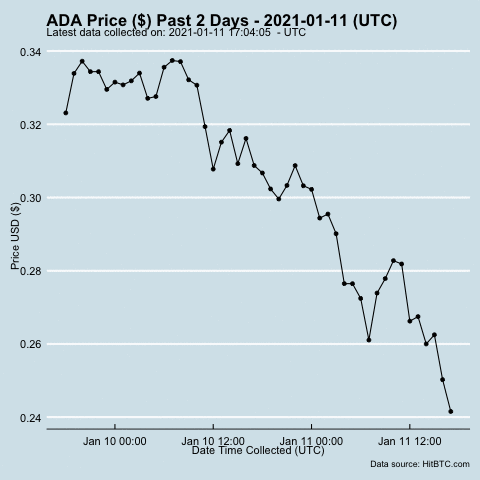 ADA Price ($) Past 2 Days - 2021-01-11 (UTC)
Latest data collected on: 2021-01-11 17:04:05 - UTC
0.34
0.32
0.30
0.28
0.26
0.24
Price USD ($)
Jan 10 00:00
Jan 10 12:00
Jan 11 00:00
Jan 11 12:00
Date Time Collected (UTC)
Data source: HitBTC.com